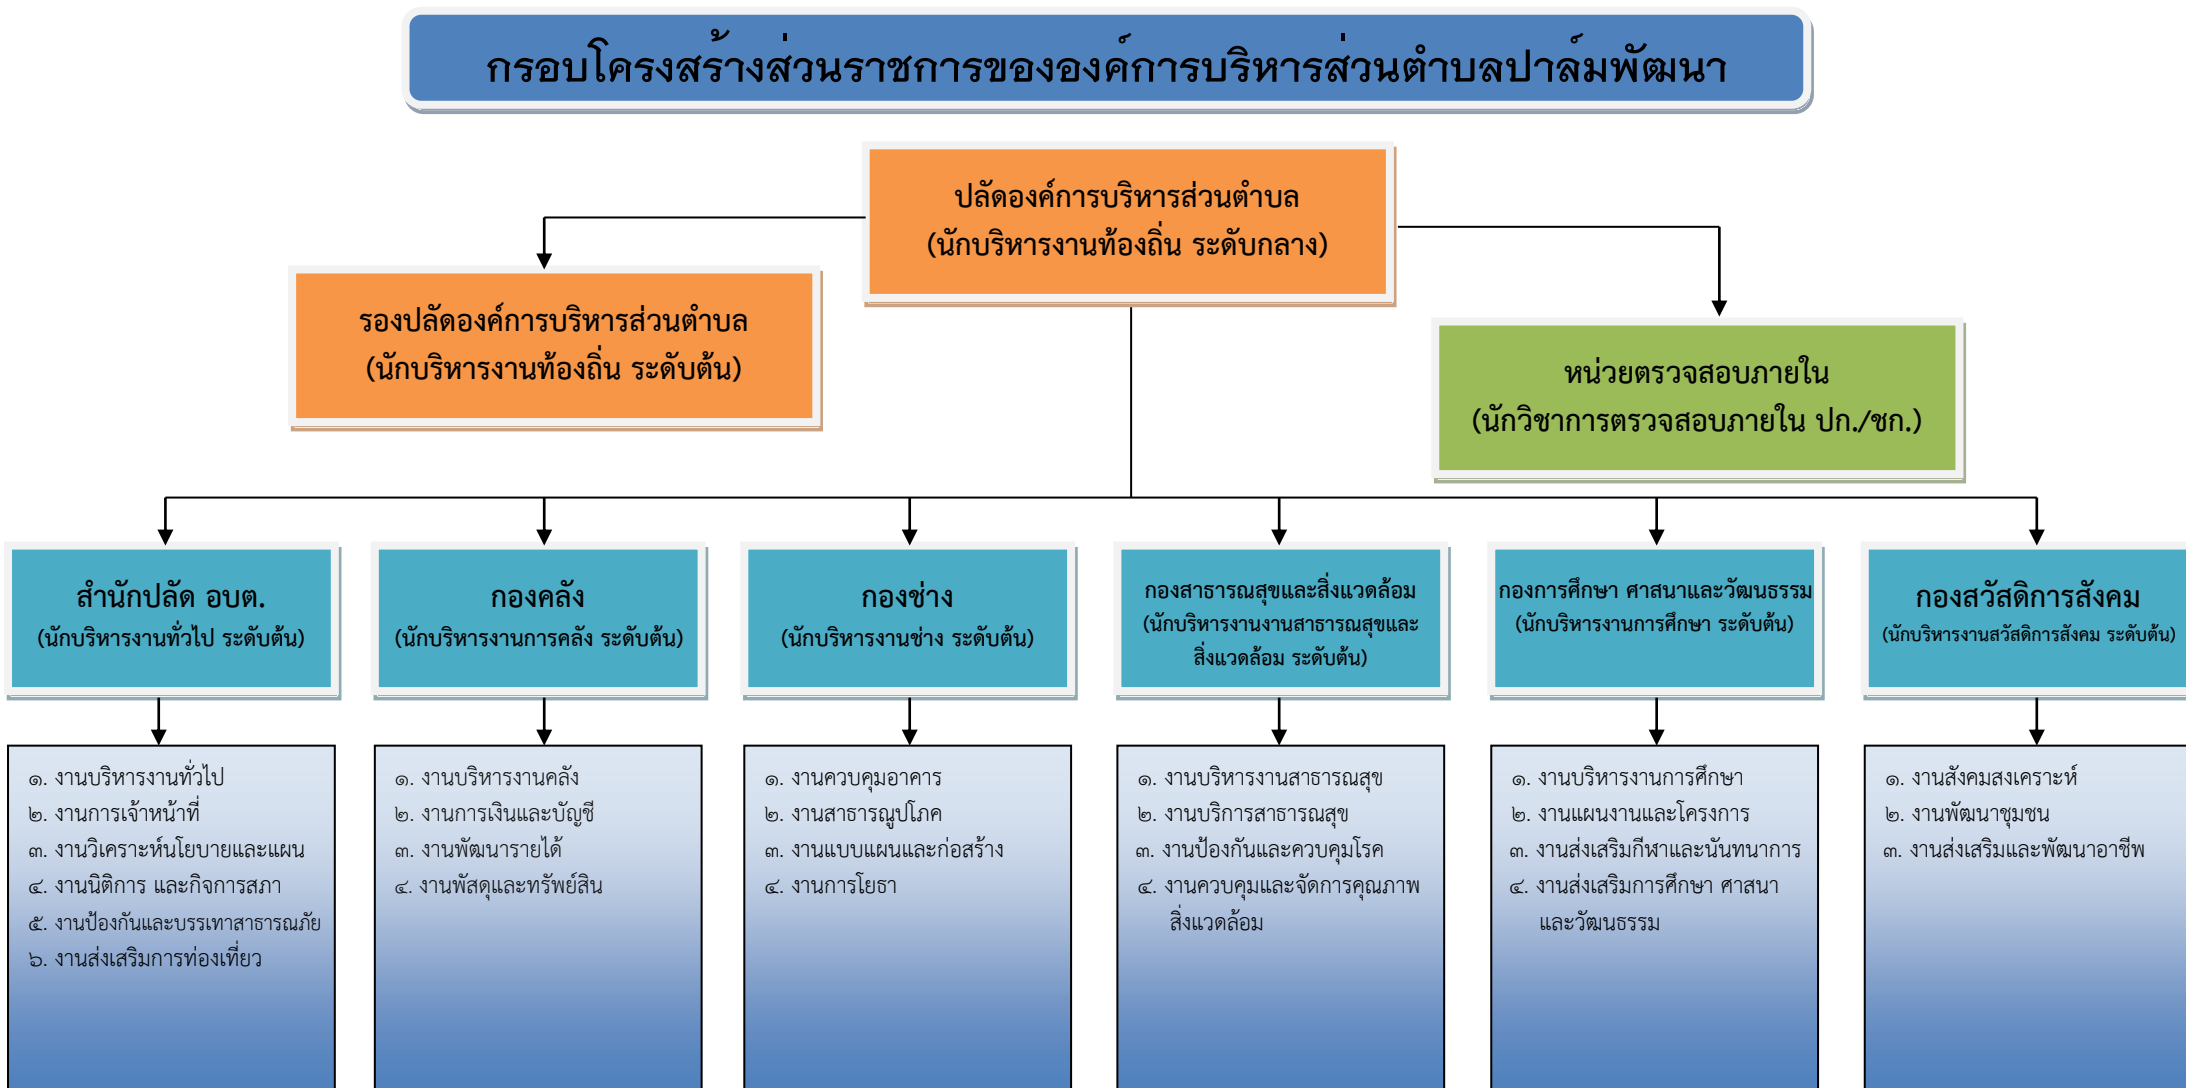 กรอบโครงสร้างส่วนราชการขององค์การบริหารส่วนตำบลปาล์มพัฒนา
ปลัดองค์การบริหารส่วนตำบล
(นักบริหารงานท้องถิ่น ระดับกลาง)
รองปลัดองค์การบริหารส่วนตำบล
(นักบริหารงานท้องถิ่น ระดับต้น)
หน่วยตรวจสอบภายใน
(นักวิชาการตรวจสอบภายใน ปก./ชก.)
สำนักปลัด อบต.
(นักบริหารงานทั่วไป ระดับต้น)
กองคลัง
(นักบริหารงานการคลัง ระดับต้น)
กองช่าง
(นักบริหารงานช่าง ระดับต้น)
กองสาธารณสุขและสิ่งแวดล้อม
(นักบริหารงานงานสาธารณสุขและ
สิ่งแวดล้อม ระดับต้น)
กองการศึกษา ศาสนาและวัฒนธรรม
(นักบริหารงานการศึกษา ระดับต้น)
กองสวัสดิการสังคม
(นักบริหารงานสวัสดิการสังคม ระดับต้น)
๑. งานบริหารงานทั่วไป
๒. งานการเจ้าหน้าที่
๓. งานวิเคราะห์นโยบายและแผน
๔. งานนิติการ และกิจการสภา
๕. งานป้องกันและบรรเทาสาธารณภัย
๖. งานส่งเสริมการท่องเที่ยว
๑. งานบริหารงานคลัง
๒. งานการเงินและบัญชี
๓. งานพัฒนารายได้
๔. งานพัสดุและทรัพย์สิน
๑. งานควบคุมอาคาร
๒. งานสาธารณูปโภค
๓. งานแบบแผนและก่อสร้าง
๔. งานการโยธา
๑. งานบริหารงานสาธารณสุข
๒. งานบริการสาธารณสุข
๓. งานป้องกันและควบคุมโรค
๔. งานควบคุมและจัดการคุณภาพ
สิ่งแวดล้อม
๑. งานบริหารงานการศึกษา
๒. งานแผนงานและโครงการ
๓. งานส่งเสริมกีฬาและนันทนาการ
๔. งานส่งเสริมการศึกษา ศาสนา
และวัฒนธรรม
๑. งานสังคมสงเคราะห์
๒. งานพัฒนาชุมชน
๓. งานส่งเสริมและพัฒนาอาชีพ